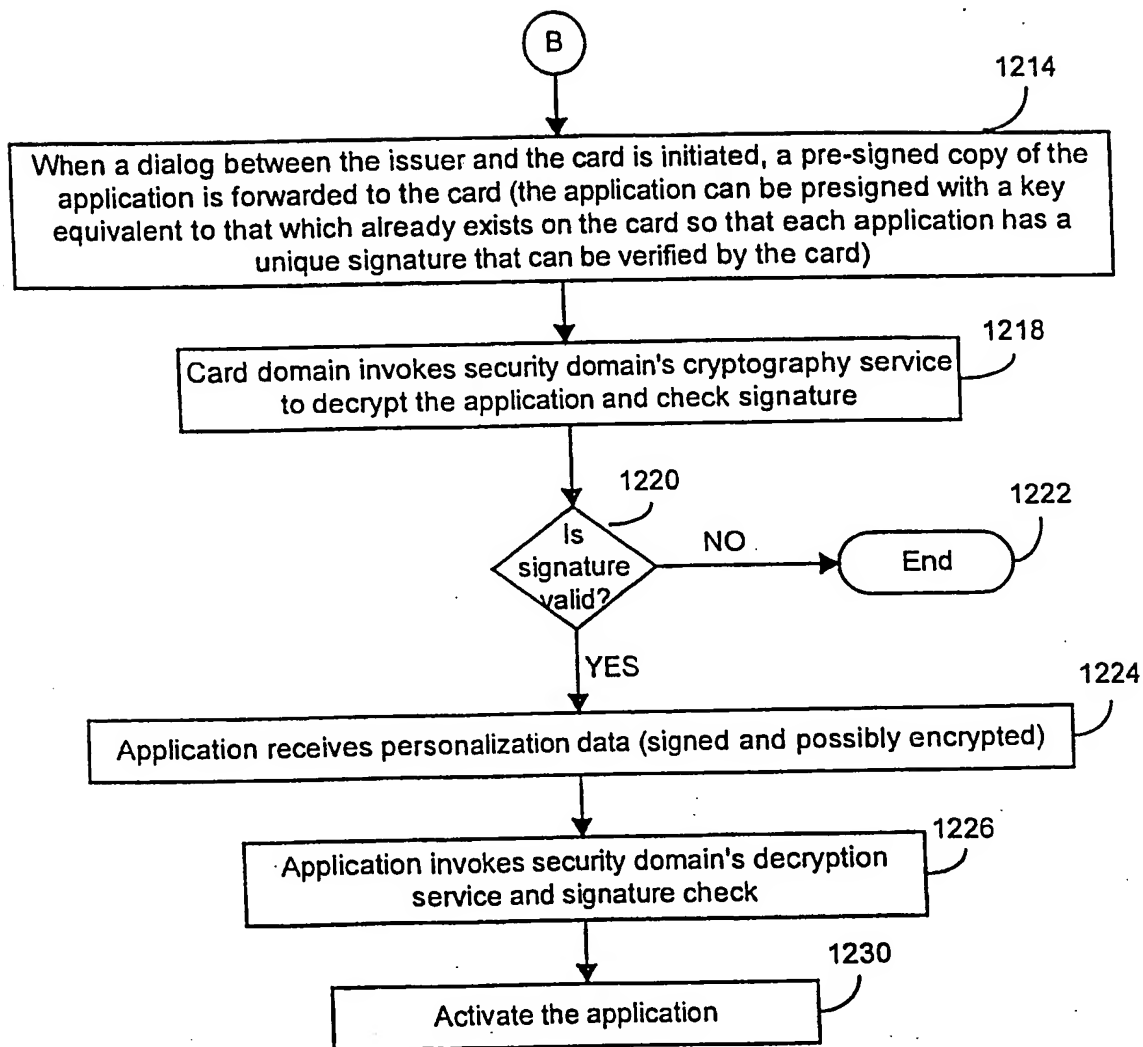 B
1214
When a dialog between the issuer and the card is initiated, a pre-signed copy of the
application is forwarded to the card (the application can be presigned with a key
equivalent to that which already exists on the card so that each application has a
unique signature that can be verified by the card)
1218
Card domain invokes security domain's cryptography service
to decrypt the application and check signature
1220
1222
Is
signature
valid?
NO
End
YES
1224
Application receives personalization data (signed and possibly encrypted)
1226
Application invokes security domain's decryption
service and signature check
1230
Activate the application